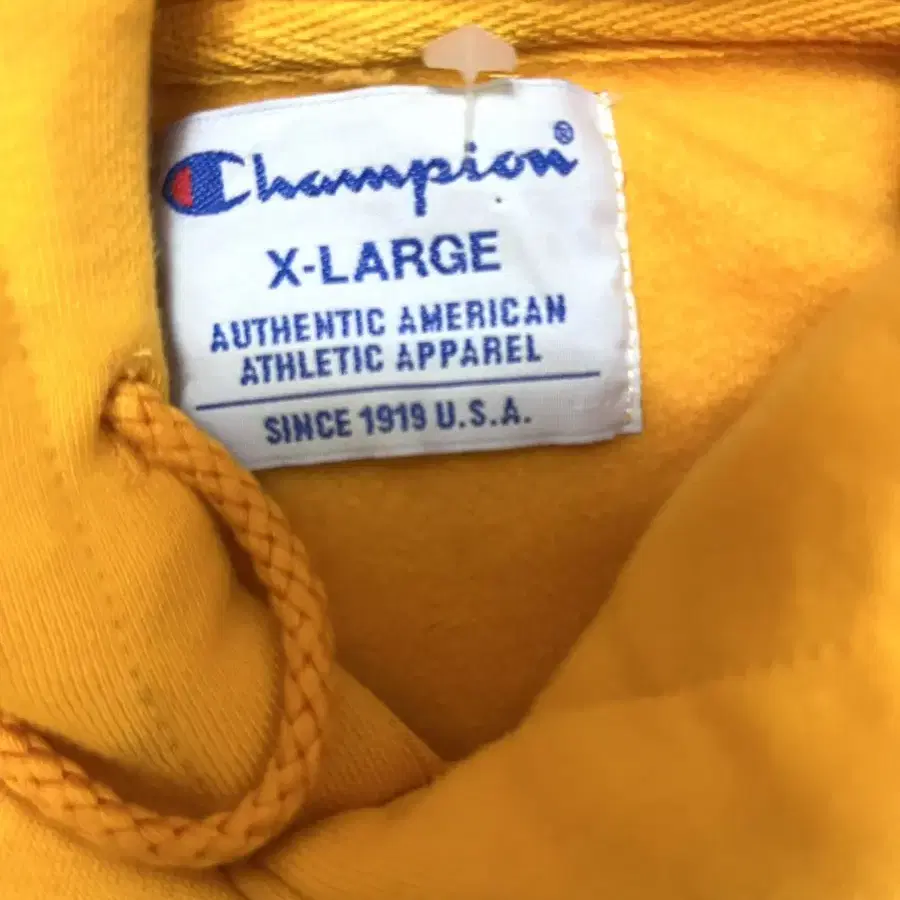 Champion®
X-LARGE
AUTHENTIC AMERICAN
ATHLETIC APPAREL
SINCE 1919 U.S.A.